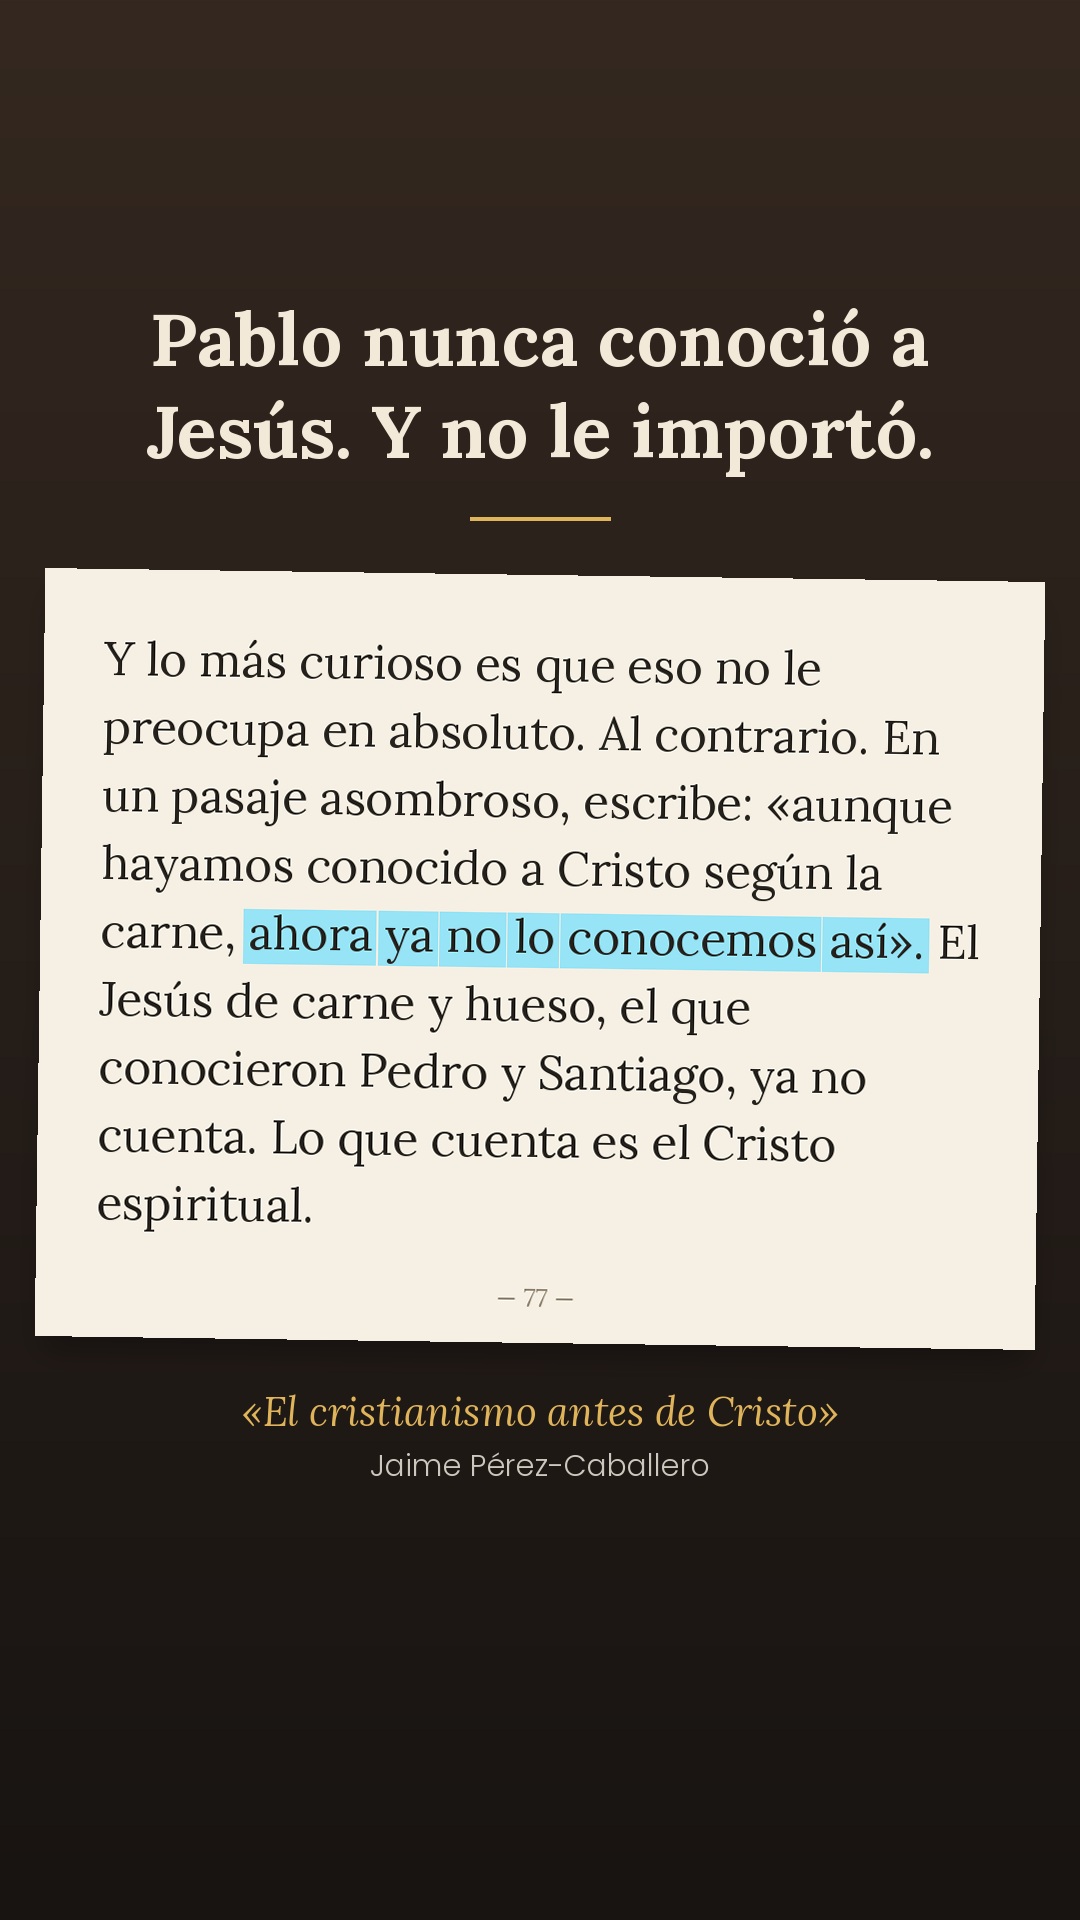 Pablo nunca conoció a
Jesús. Y no le importó.
Y lo más curioso es que eso no le
preocupa en absoluto. Al contrario. En
un pasaje asombroso, escribe: «aunque
hayamos conocido a Cristo según la
carne, ahora ya no lo conocemos así». El
Jesús de carne y hueso, el que
conocieron Pedro y Santiago, ya no
cuenta. Lo que cuenta es el Cristo
espiritual.
— 77 —
«El cristianismo antes de Cristo»
Jaime Pérez-Caballero